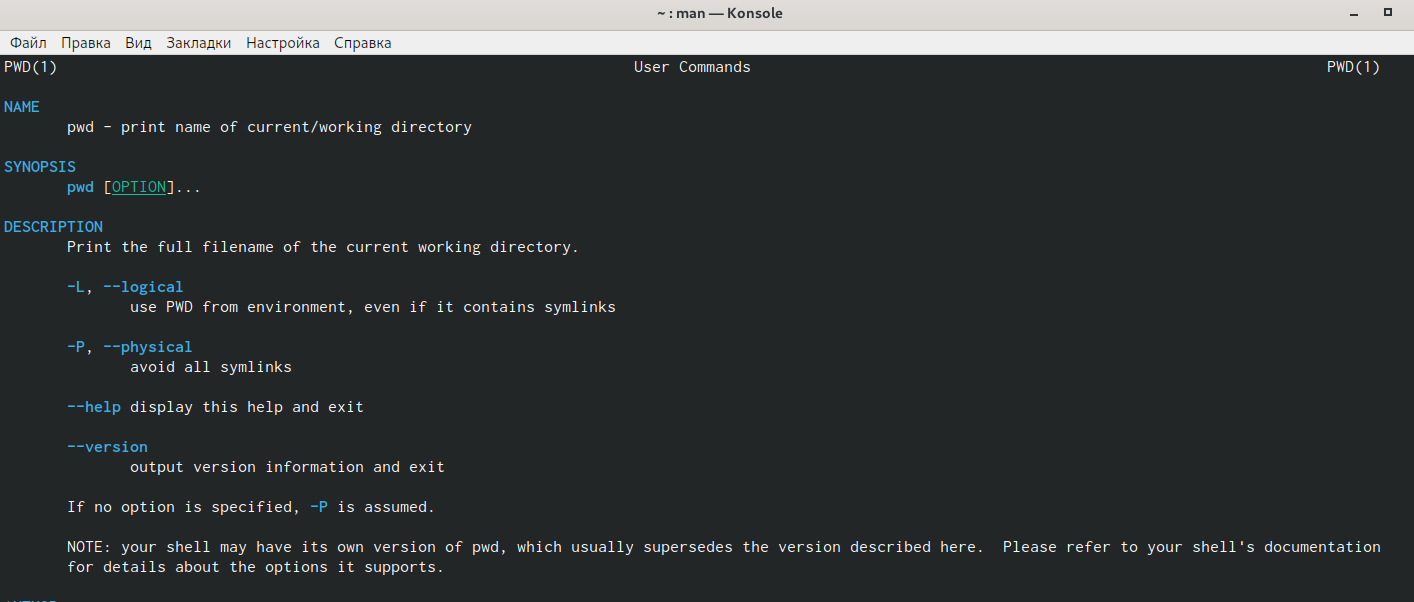 ~ : man — Konsole
Файл Правка Вид Закладки Настройка Справка
PWD(1) User Commands PWD(1)
NAME
pwd - print name of current/working directory
SYNOPSIS
pwd [OPTION]...
DESCRIPTION
Print the full filename of the current working directory.
-L, --logical
use PWD from environment, even if it contains symlinks
-P, --physical
avoid all symlinks
--help display this help and exit
--version
output version information and exit
If no option is specified, -P is assumed.
NOTE: your shell may have its own version of pwd, which usually supersedes the version described here.  Please refer to your shell's documentation
for details about the options it supports.